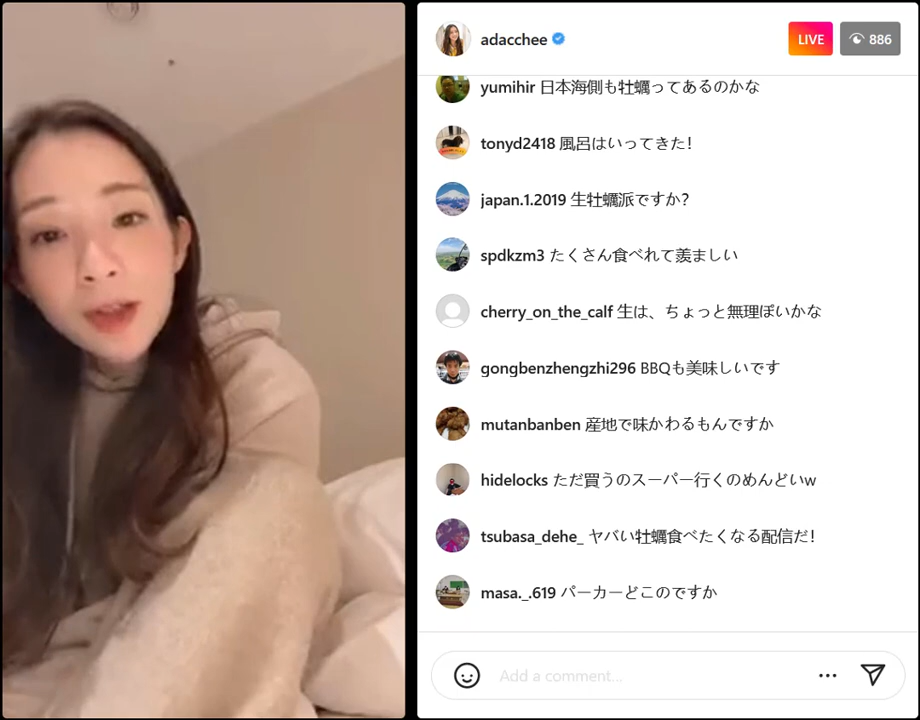 adacchee
LIVE
886
yumihir 日本海側も牡蠣ってあるのかな
tonyd2418 風呂はいってきた！
japan.1.2019 生牡蠣派ですか？
spdkzm3 たくさん食べれて羨ましい
cherry_on_the_calf 生は、ちょっと無理ぽいかな
gongbenzhengzhi296 BBQも美味しいです
mutanbanben 産地で味かわるもんですか
hidelocks ただ買うのスーパー行くのめんどいw
tsubasa_dehe_ ヤバい牡蠣食べたくなる配信だ！
masa._.619 パーカーどこのですか
Add a comment...